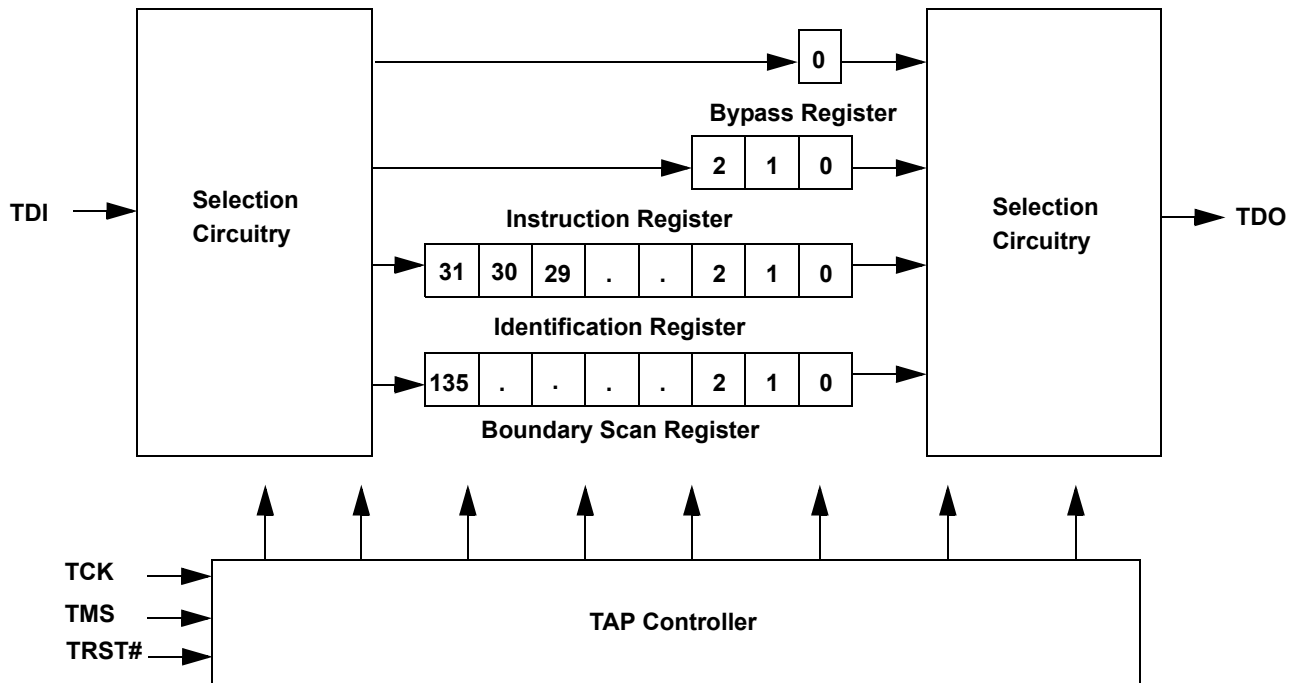 0
Bypass Register
2 1 0
TDI
Selection
Circuitry
Instruction Register
Selection
Circuitry
TDO
31 30 29 . . 2 1 0
Identification Register
135 . . . . 2 1 0
Boundary Scan Register
TCK
TMS
TRST#
TAP Controller